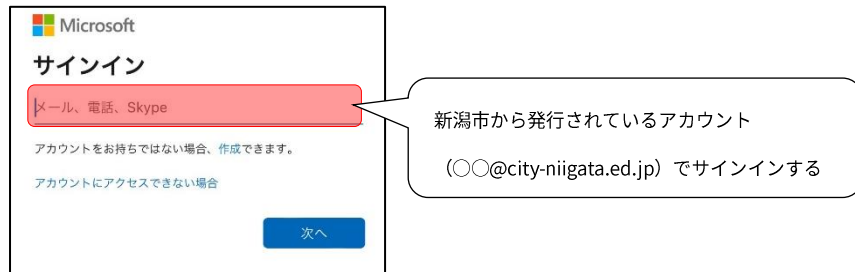 Microsoft
サインイン
メール、電話、Skype
アカウントをお持ちではない場合、作成できます。
アカウントにアクセスできない場合
次へ
新潟市から発行されているアカウント
（○○@city-niigata.ed.jp）でサインインする